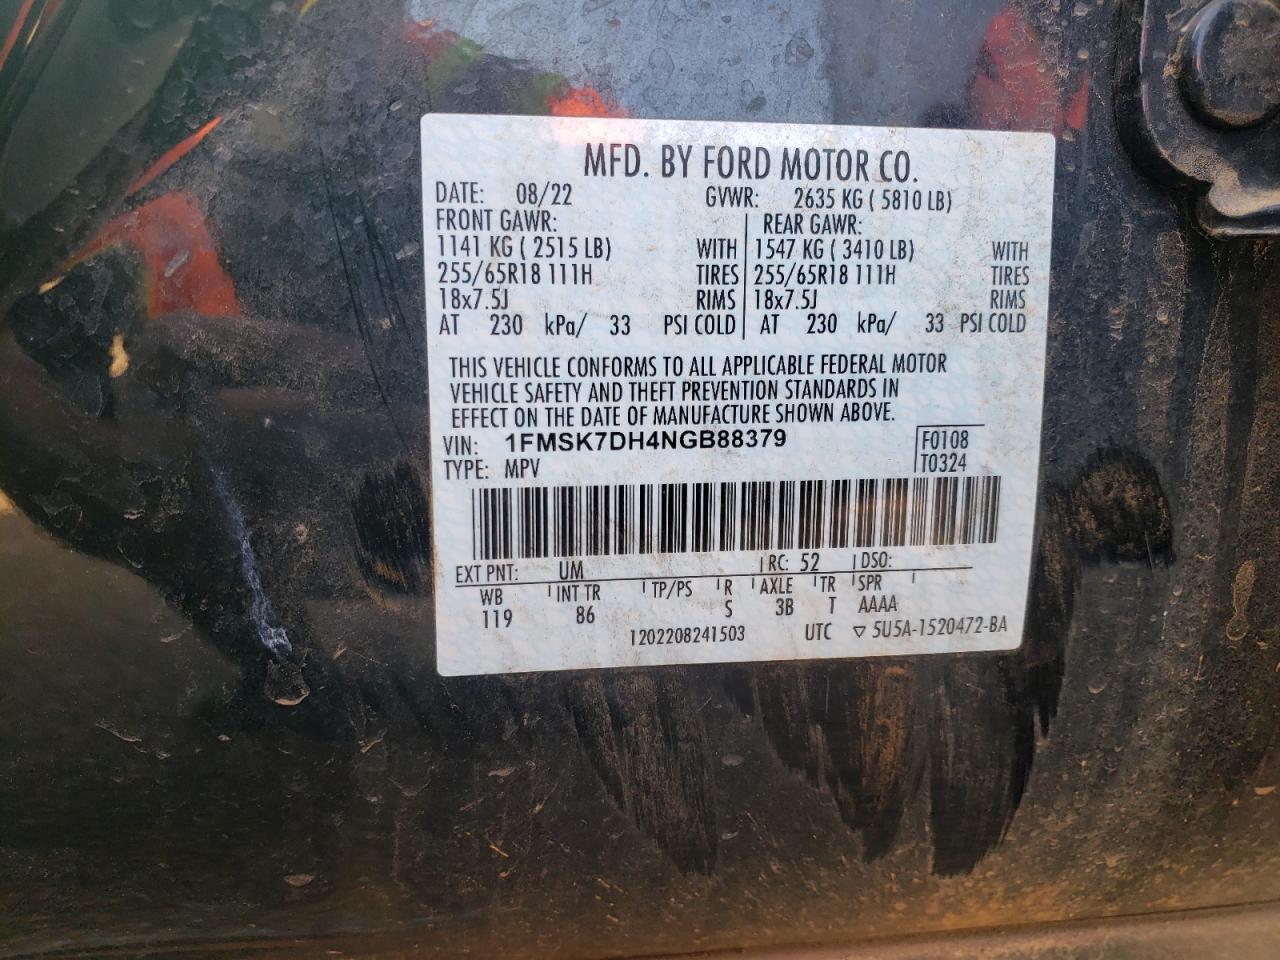 MFD. BY FORD MOTOR CO.
DATE: 08/22 GVWR: 2635 KG ( 5810 LB)
FRONT GAWR: REAR GAWR:
1141 KG ( 2515 LB) WITH 1547 KG ( 3410 LB) WITH
255/65R18 111H TIRES 255/65R18 111H TIRES
18x7.5J RIMS 18x7.5J RIMS
AT 230 kPa/ 33 PSI COLD AT 230 kPa/ 33 PSI COLD
THIS VEHICLE CONFORMS TO ALL APPLICABLE FEDERAL MOTOR
VEHICLE SAFETY AND THEFT PREVENTION STANDARDS IN
EFFECT ON THE DATE OF MANUFACTURE SHOWN ABOVE.
VIN: 1FMSK7DH4NGB88379 F0108
TYPE: MPV T0324
EXT PNT: UM RC: 52 DSO:
WB INT TR TP/PS R AXLE TR SPR
119 86 S 3B T AAAA
1202208241503 UTC ▽ 5U5A-1520472-BA